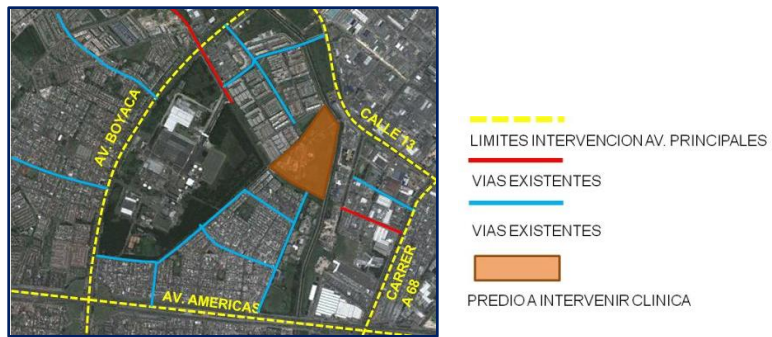 AV. BOYACA
CALLE 13
AV. AMERICAS
CARRER
A 68
LIMITES INTERVENCION AV. PRINCIPALES
VIAS EXISTENTES
VIAS EXISTENTES
PREDIO A INTERVENIR CLINICA